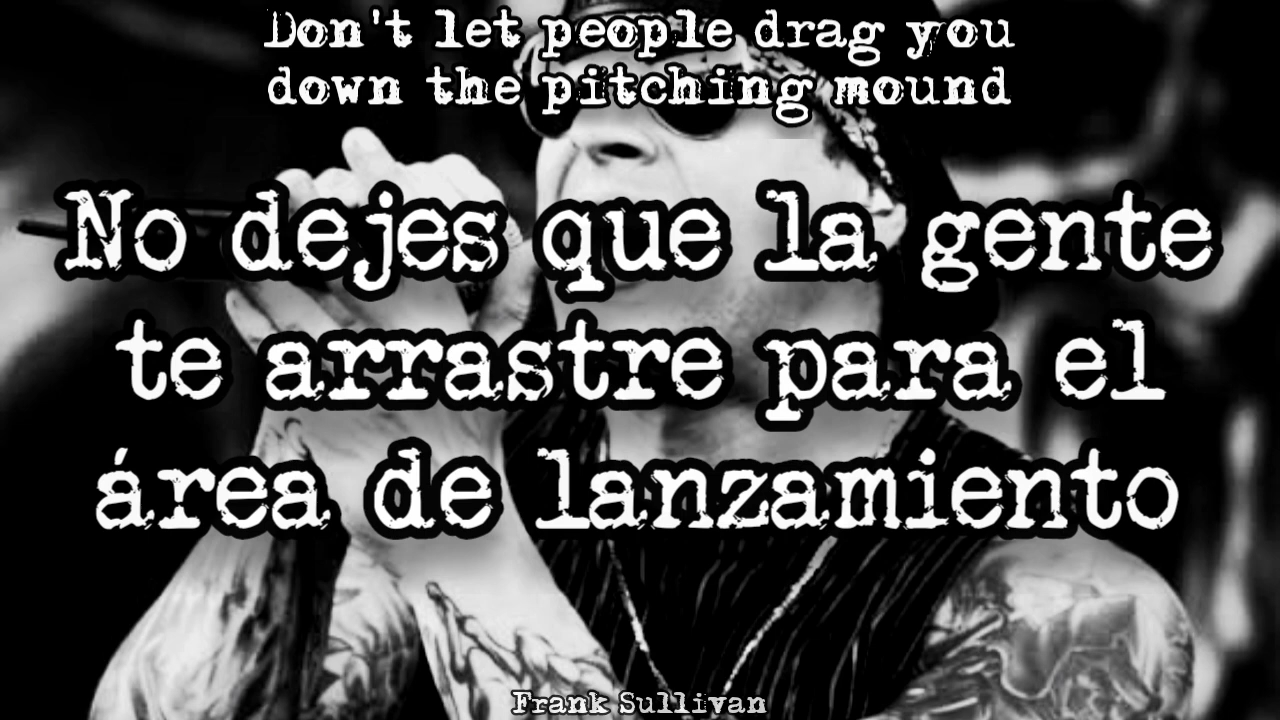 Don't let people drag you
down the pitching mound
No dejes que la gente
te arrastre para el
área de lanzamiento
Frank Sullivan